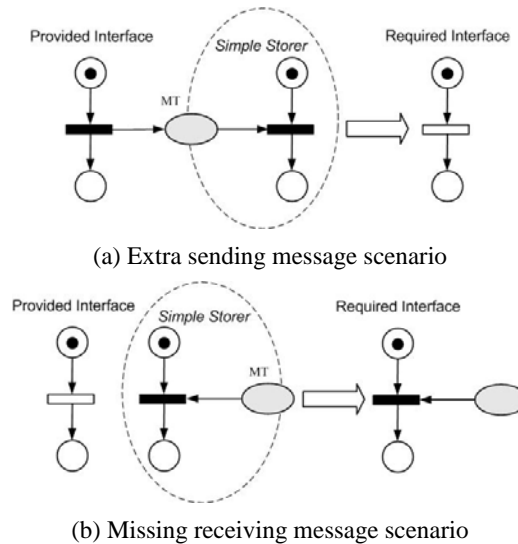 Provided Interface
Simple Storer
Required Interface
MT
(a) Extra sending message scenario
Provided Interface
Simple Storer
Required Interface
MT
(b) Missing receiving message scenario